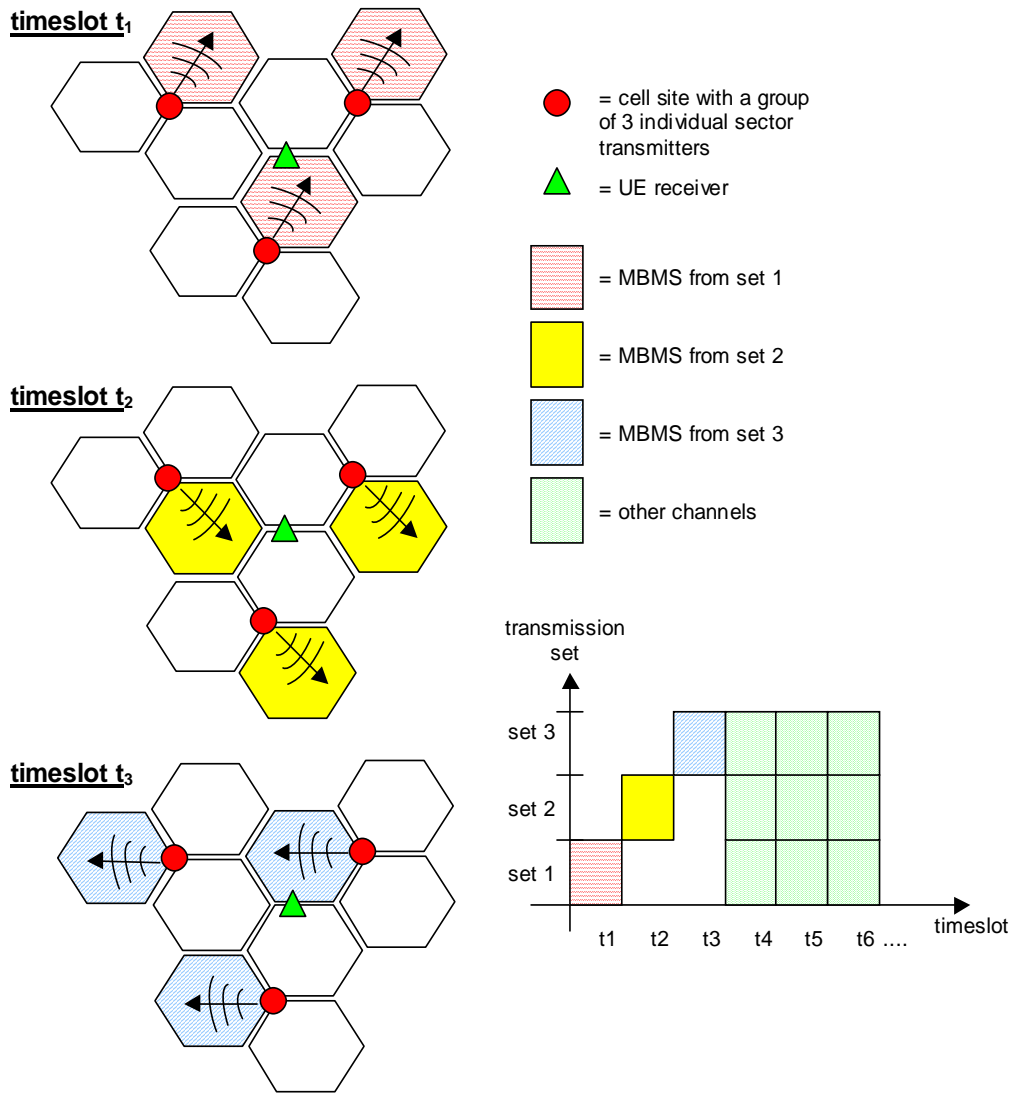 timeslot t1
= cell site with a group
of 3 individual sector
transmitters
= UE receiver
= MBMS from set 1
= MBMS from set 2
= MBMS from set 3
= other channels
timeslot t2
timeslot t3
transmission
set
set 3
set 2
set 1
t1 t2 t3 t4 t5 t6 ....
timeslot